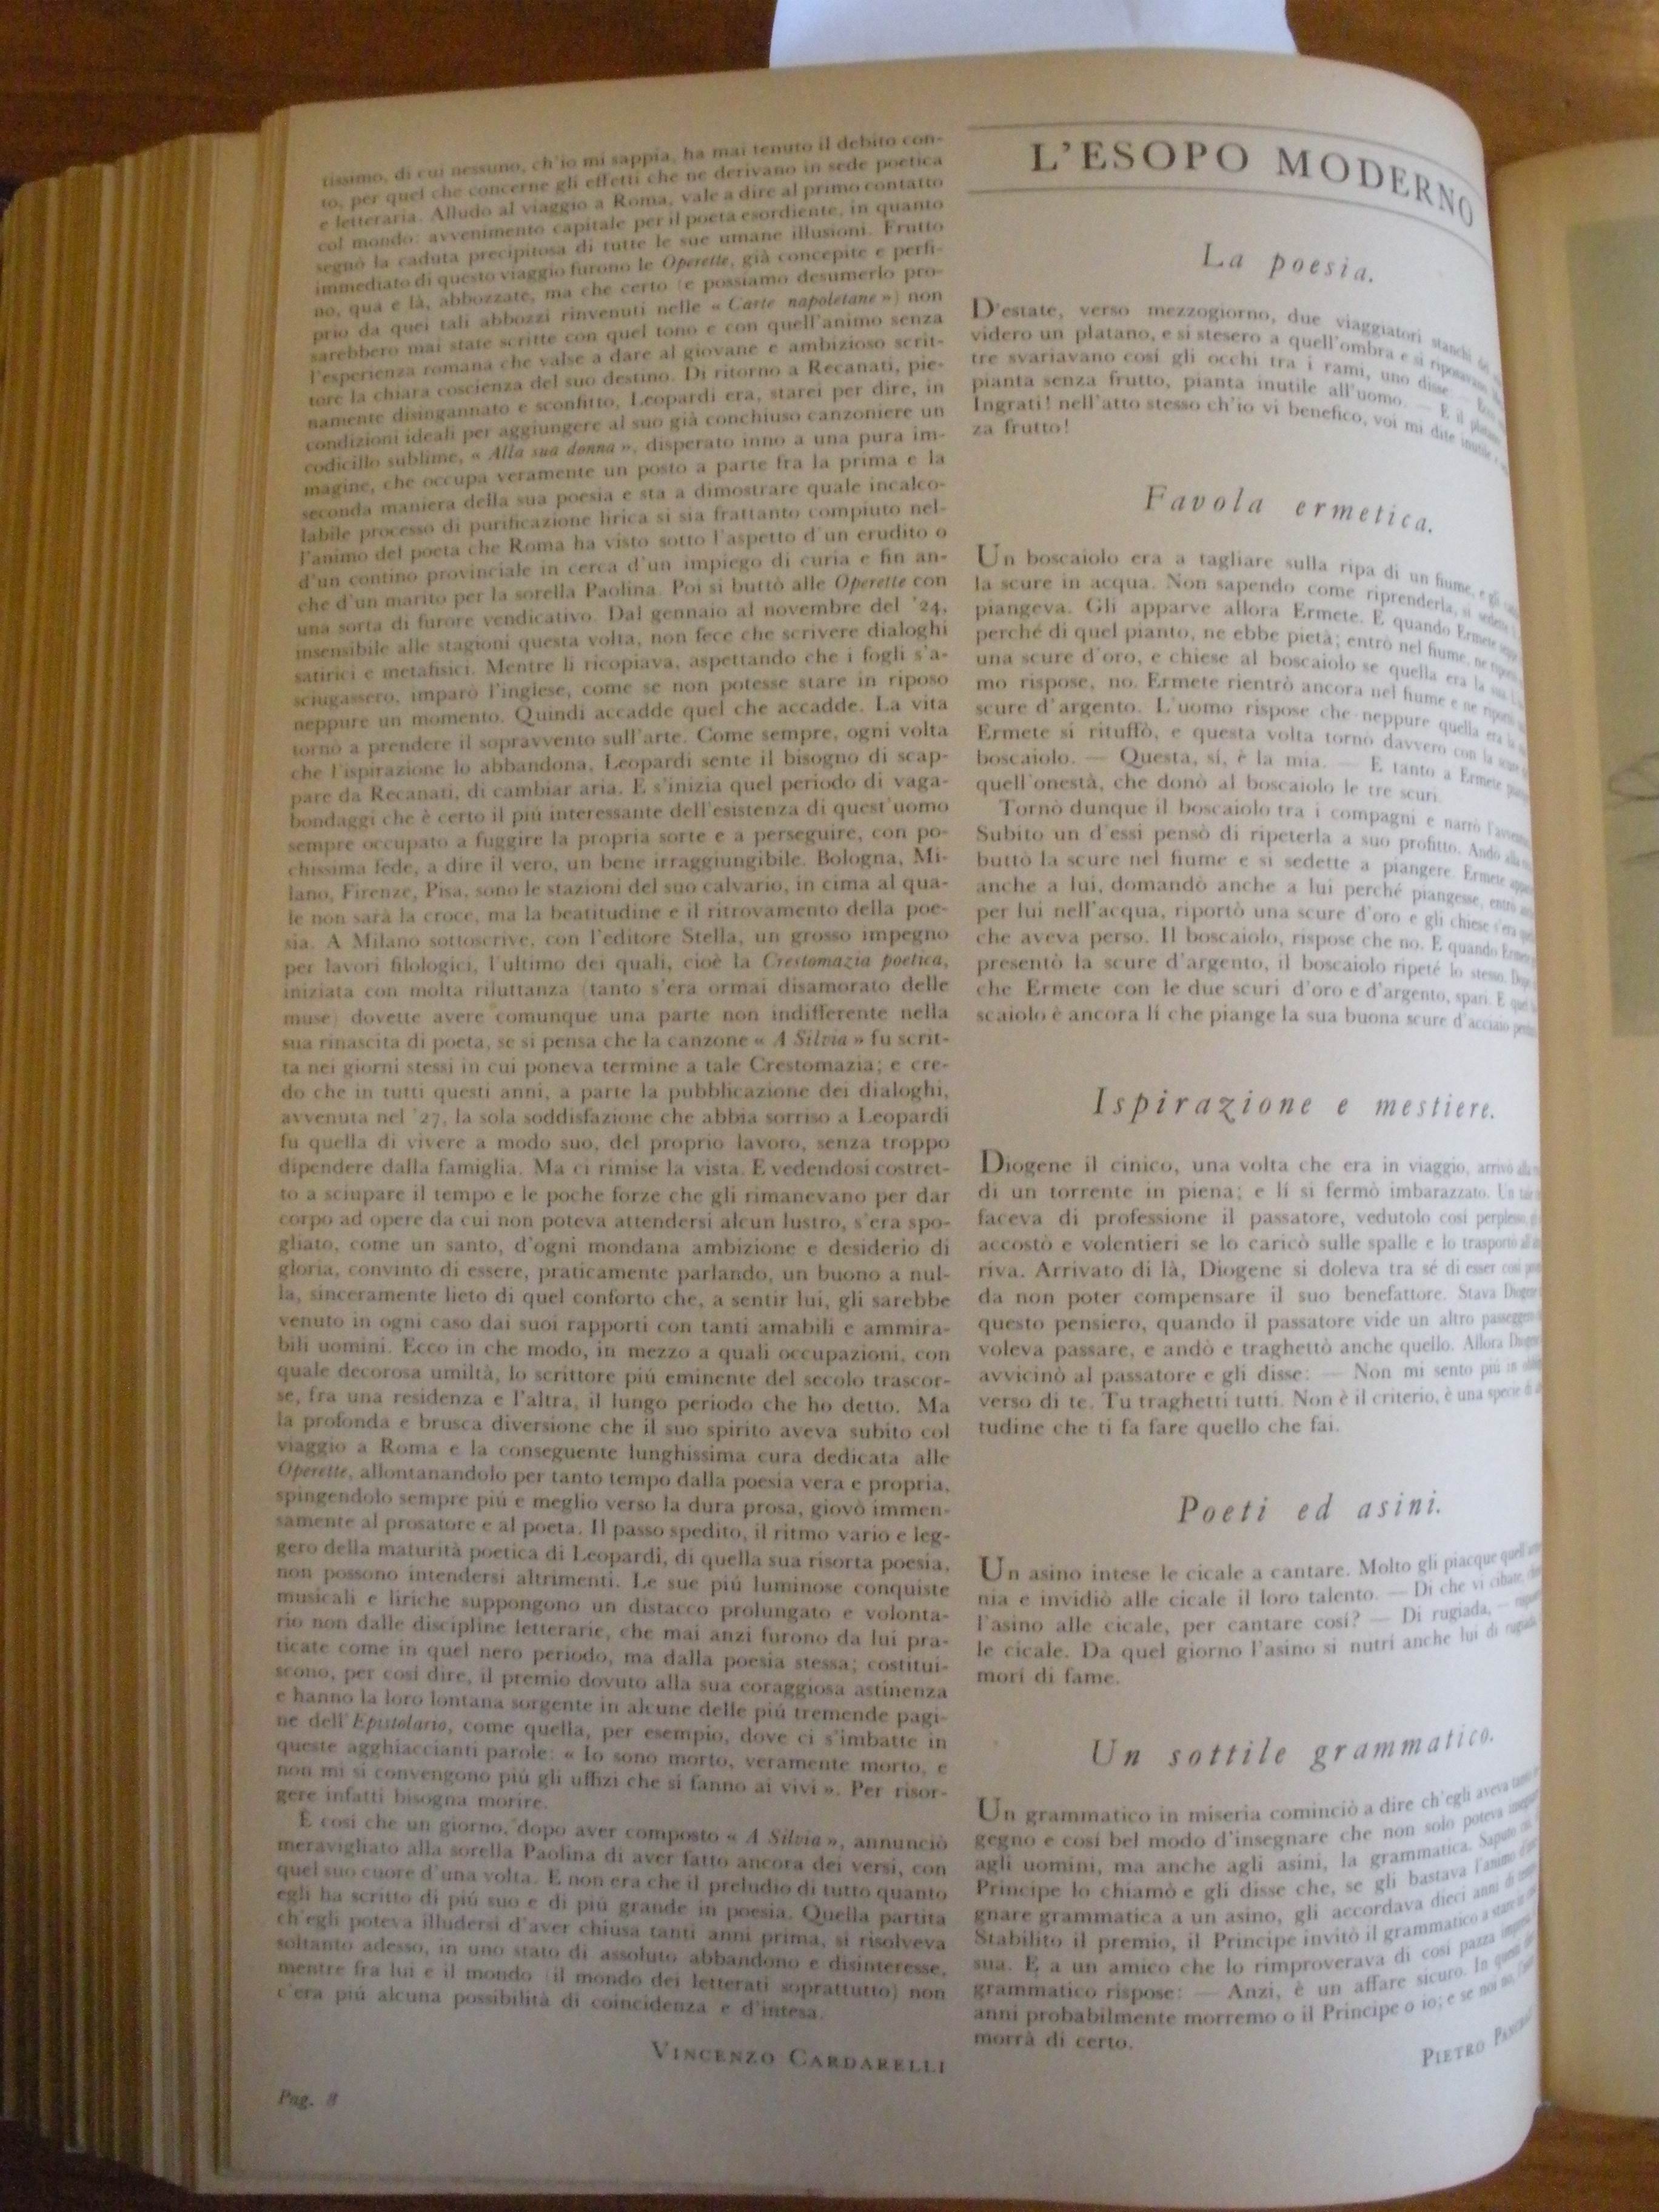 tissimo, di cui nessuno, ch'io mi sappia, ha mai tenuto il debito con-
to, per quel che concerne gli effetti che ne derivano in sede poetica
e letteraria. Alludo al viaggio a Roma, vale a dire al primo contatto
col mondo: avvenimento capitale per il poeta esordiente, in quanto
segnò la caduta precipitosa di tutte le sue umane illusioni. Frutto
immediato di questo viaggio furono le Operette, già concepite e perfi-
no, qua e là, abbozzate, ma che certo (e possiamo desumerlo pro-
prio da quei tali abbozzi rinvenuti nelle « Carte napoletane ») non
sarebbero mai state scritte con quel tono e con quell'animo senza
l'esperienza romana che valse a dare al giovane e ambizioso scrit-
tore la chiara coscienza del suo destino. Di ritorno a Recanati, pie-
namente disingannato e sconfitto, Leopardi era, starei per dire, in
condizioni ideali per aggiungere al suo già conchiuso canzoniere un
codicillo sublime, « Alla sua donna », disperato inno a una pura im-
magine, che occupa veramente un posto a parte fra la prima e la
seconda maniera della sua poesia e sta a dimostrare quale incalco-
labile processo di purificazione lirica si sia frattanto compiuto nel-
l'animo del poeta che Roma ha visto sotto l'aspetto d'un erudito o
d'un contino provinciale in cerca d'un impiego di curia e fin an-
che d'un marito per la sorella Paolina. Poi si buttò alle Operette con
una sorta di furore vendicativo. Dal gennaio al novembre del '24,
insensibile alle stagioni questa volta, non fece che scrivere dialoghi
satirici e metafisici. Mentre li ricopiava, aspettando che i fogli s'a-
sciugassero, imparò l'inglese, come se non potesse stare in riposo
neppure un momento. Quindi accadde quel che accadde. La vita
tornò a prendere il sopravvento sull'arte. Come sempre, ogni volta
che l'ispirazione lo abbandona, Leopardi sente il bisogno di scap-
pare da Recanati, di cambiar aria. E s'inizia quel periodo di vaga-
bondaggi che è certo il più interessante dell'esistenza di quest'uomo
sempre occupato a fuggire la propria sorte e a perseguire, con po-
chissima fede, a dire il vero, un bene irraggiungibile. Bologna, Mi-
lano, Firenze, Pisa, sono le stazioni del suo calvario, in cima al qua-
le non sarà la croce, ma la beatitudine e il ritrovamento della poe-
sia. A Milano sottoscrive, con l'editore Stella, un grosso impegno
per lavori filologici, l'ultimo dei quali, cioè la Crestomazia poetica,
iniziata con molta riluttanza (tanto s'era ormai disamorato delle
muse) dovette avere comunque una parte non indifferente nella
sua rinascita di poeta, se si pensa che la canzone « A Silvia » fu scrit-
ta nei giorni stessi in cui poneva termine a tale Crestomazia; e cre-
do che in tutti questi anni, a parte la pubblicazione dei dialoghi,
avvenuta nel '27, la sola soddisfazione che abbia sorriso a Leopardi
fu quella di vivere a modo suo, del proprio lavoro, senza troppo
dipendere dalla famiglia. Ma ci rimise la vista. E vedendosi costret-
to a sciupare il tempo e le poche forze che gli rimanevano per dar
corpo ad opere da cui non poteva attendersi alcun lustro, s'era spo-
gliato, come un santo, d'ogni mondana ambizione e desiderio di
gloria, convinto di essere, praticamente parlando, un buono a nul-
la, sinceramente lieto di quel conforto che, a sentir lui, gli sarebbe
venuto in ogni caso dai suoi rapporti con tanti amabili e ammira-
bili uomini. Ecco in che modo, in mezzo a quali occupazioni, con
quale decorosa umiltà, lo scrittore più eminente del secolo trascor-
se, fra una residenza e l'altra, il lungo periodo che ho detto. Ma
la profonda e brusca diversione che il suo spirito aveva subito col
viaggio a Roma e la conseguente lunghissima cura dedicata alle
Operette, allontanandolo per tanto tempo dalla poesia vera e propria,
spingendolo sempre più e meglio verso la dura prosa, giovò immen-
samente al prosatore e al poeta. Il passo spedito, il ritmo vario e leg-
gero della maturità poetica di Leopardi, di quella sua risorta poesia,
non possono intendersi altrimenti. Le sue più luminose conquiste
musicali e liriche suppongono un distacco prolungato e volonta-
rio non dalle discipline letterarie, che mai anzi furono da lui pra-
ticate come in quel nero periodo, ma dalla poesia stessa; costitui-
scono, per così dire, il premio dovuto alla sua coraggiosa astinenza
e hanno la loro lontana sorgente in alcune delle più tremende pagi-
ne dell'Epistolario, come quella, per esempio, dove ci s'imbatte in
queste agghiaccianti parole: « Io sono morto, veramente morto, e
non mi si convengono più gli uffizi che si fanno ai vivi ». Per risor-
gere infatti bisogna morire.
E così che un giorno, dopo aver composto « A Silvia », annunciò
meravigliato alla sorella Paolina di aver fatto ancora dei versi, con
quel suo cuore d'una volta. E non era che il preludio di tutto quanto
egli ha scritto di più suo e di più grande in poesia. Quella partita
ch'egli poteva illudersi d'aver chiusa tanti anni prima, si risolveva
soltanto adesso, in uno stato di assoluto abbandono e disinteresse,
mentre fra lui e il mondo (il mondo dei letterati soprattutto) non
c'era più alcuna possibilità di coincidenza e d'intesa.
VINCENZO CARDARELLI
Pag. 8
L'ESOPO MODERNO
La poesia.
D'estate, verso mezzogiorno, due viaggiatori stanchi
videro un platano, e si stesero a quell'ombra e si riposavano.
tre svariavano così gli occhi tra i rami, uno disse
pianta senza frutto, pianta inutile all'uomo. — E il platano
Ingrati! nell'atto stesso ch'io vi benefico, voi mi dite inutile e
za frutto!
Favola ermetica.
Un boscaiolo era a tagliare sulla ripa di un fiume, e gli
la scure in acqua. Non sapendo come riprenderla, si sedette
piangeva. Gli apparve allora Ermete. E quando Ermete seppe
perché di quel pianto, ne ebbe pietà; entrò nel fiume, ne riportò
una scure d'oro, e chiese al boscaiolo se quella era la sua.
mo rispose, no. Ermete rientrò ancora nel fiume e ne riportò
scure d'argento. L'uomo rispose che neppure quella era la
Ermete si rituffò, e questa volta tornò davvero con la scure
boscaiolo. — Questa, sí, è la mia. — E tanto a Ermete
quell'onestà, che donò al boscaiolo le tre scuri.
Tornò dunque il boscaiolo tra i compagni e narrò
Subito un d'essi pensò di ripeterla a suo profitto. Andò alla
buttò la scure nel fiume e si sedette a piangere. Ermete
anche a lui, domandò anche a lui perché piangesse, entrò
per lui nell'acqua, riportò una scure d'oro e gli chiese s'era
che aveva perso. Il boscaiolo, rispose che no. E quando
presentò la scure d'argento, il boscaiolo ripeté lo stesso.
che Ermete con le due scuri d'oro e d'argento, sparì. E
scaiolo è ancora lí che piange la sua buona scure d'acciaio
Ispirazione e mestiere.
Diogene il cinico, una volta che era in viaggio, arrivò alla
di un torrente in piena; e lí si fermò imbarazzato. Un
faceva di professione il passatore, vedutolo così perplesso,
accostò e volentieri se lo caricò sulle spalle e lo trasportò
riva. Arrivato di là, Diogene si doleva tra sé di esser così
da non poter compensare il suo benefattore. Stava
questo pensiero, quando il passatore vide un altro
voleva passare, e andò e traghettò anche quello. Allora
avvicinò al passatore e gli disse: — Non mi sento più in
verso di te. Tu traghetti tutti. Non è il criterio, è una specie di
tudine che ti fa fare quello che fai.
Poeti ed asini.
Un asino intese le cicale a cantare. Molto gli piacque
nia e invidiò alle cicale il loro talento. — Di che vi cibate,
l'asino alle cicale, per cantare così? — Di rugiada, —
le cicale. Da quel giorno l'asino si nutrí anche lui di rugiada
morí di fame.
Un sottile grammatico.
Un grammatico in miseria cominciò a dire ch'egli aveva
gegno e cosí bel modo d'insegnare che non solo poteva
agli uomini, ma anche agli asini, la grammatica. Saputo
Principe lo chiamò e gli disse che, se gli bastava l'animo
gnare grammatica a un asino, gli accordava dieci anni di
Stabilito il premio, il Principe invitò il grammatico a stare
sua. E a un amico che lo rimproverava di così pazza
grammatico rispose: — Anzi, è un affare sicuro. In questi
anni probabilmente morremo o il Principe o io; e se noi no,
morrà di certo.
PIETRO